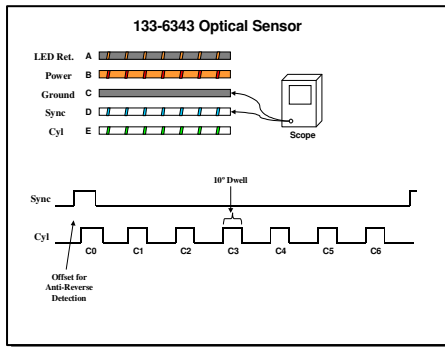 133-6343 Optical Sensor
LED Ret. A
Power B
Ground C
Sync D
Cyl E
Scope
10º Dwell
Sync
Cyl
C0 C1 C2 C3 C4 C5 C6
Offset for
Anti-Reverse
Detection